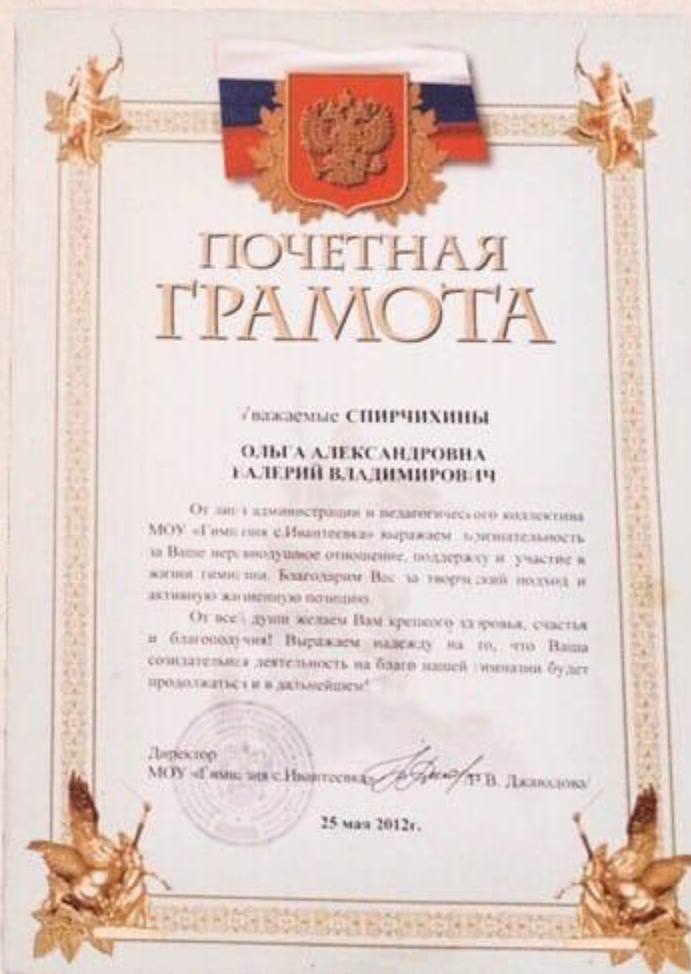 ПОЧЕТНАЯ
ГРАМОТА
Уважаемые СПИРЧИХИНЫ
ОЛЬГА АЛЕКСАНДРОВНА
ВАЛЕРИЙ ВЛАДИМИРОВИЧ
От лица администрации и педагогического коллектива
МОУ «Гимназия с.Ивантеевка» выражаем признательность
за Ваше неравнодушное отношение, поддержку и участие в
жизни гимназии. Благодарим Вас за творческий подход и
активную жизненную позицию.
От всей души желаем Вам крепкого здоровья, счастья
и благополучия! Выражаем надежду на то, что Ваша
созидательная деятельность на благо нашей гимназии будет
продолжаться и в дальнейшем!
Директор
МОУ «Гимназия с.Ивантеевка» В.
25 мая 2012г.